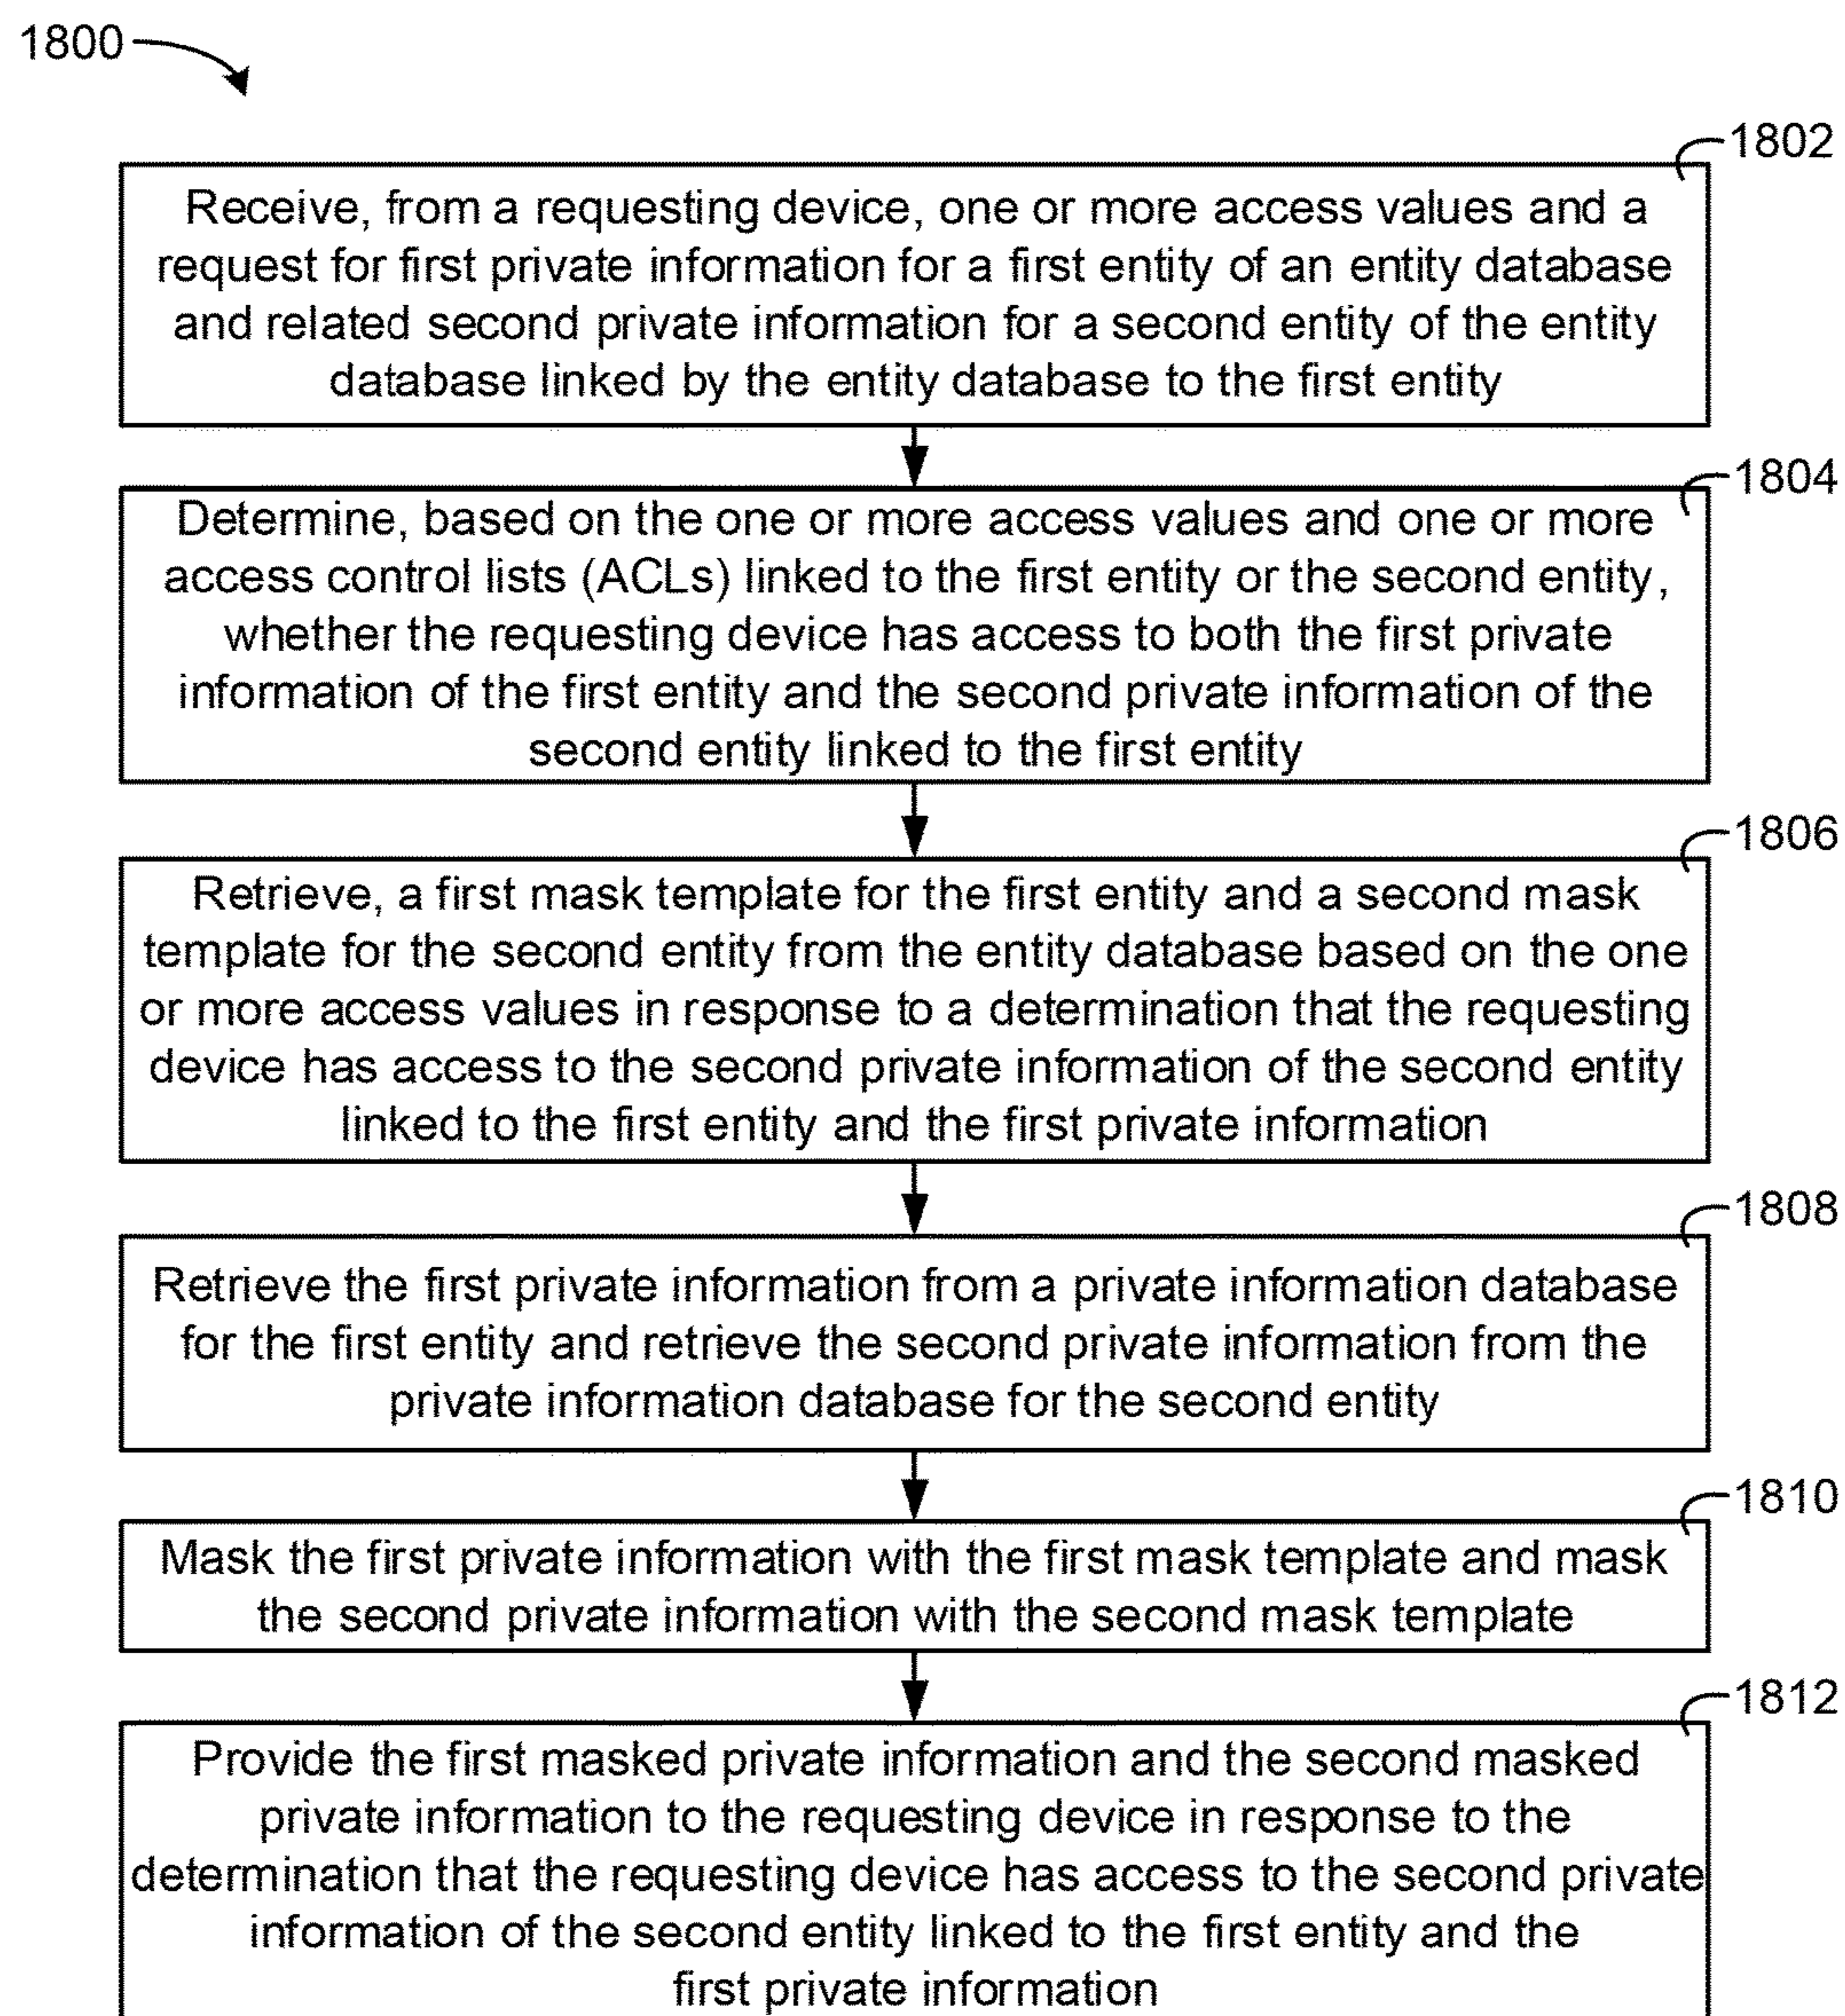 1800
1802
Receive, from a requesting device, one or more access values and a
request for first private information for a first entity of an entity database
and related second private information for a second entity of the entity
database linked by the entity database to the first entity
1804
Determine, based on the one or more access values and one or more
access control lists (ACLs) linked to the first entity or the second entity,
whether the requesting device has access to both the first private
information of the first entity and the second private information of the
second entity linked to the first entity
1806
Retrieve, a first mask template for the first entity and a second mask
template for the second entity from the entity database based on the one
or more access values in response to a determination that the requesting
device has access to the second private information of the second entity
linked to the first entity and the first private information
1808
Retrieve the first private information from a private information database
for the first entity and retrieve the second private information from the
private information database for the second entity
1810
Mask the first private information with the first mask template and mask
the second private information with the second mask template
1812
Provide the first masked private information and the second masked
private information to the requesting device in response to the
determination that the requesting device has access to the second private
information of the second entity linked to the first entity and the
first private information